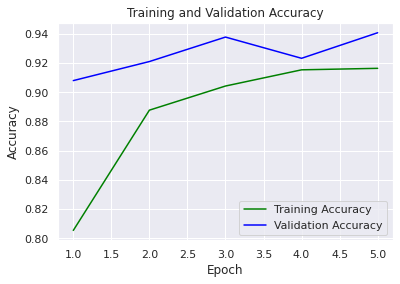 Training and Validation Accuracy
Accuracy
0.94
0.92
0.90
0.88
0.86
0.84
0.82
0.80
Training Accuracy
Validation Accuracy
1.0 1.5 2.0 2.5 3.0 3.5 4.0 4.5 5.0
Epoch